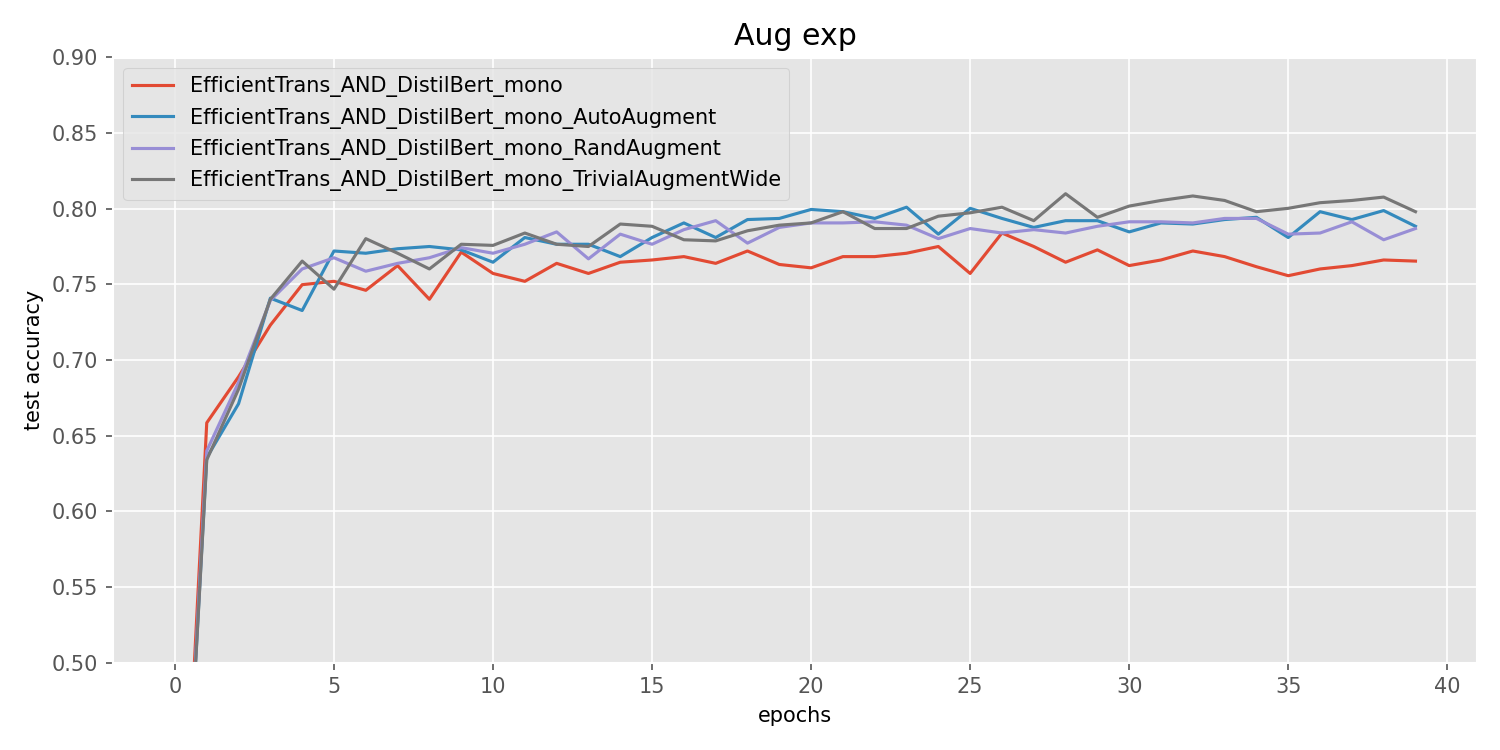 Aug exp
EfficientTrans_AND_DistilBert_mono
EfficientTrans_AND_DistilBert_mono_AutoAugment
EfficientTrans_AND_DistilBert_mono_RandAugment
EfficientTrans_AND_DistilBert_mono_TrivialAugmentWide
test accuracy
0.90
0.85
0.80
0.75
0.70
0.65
0.60
0.55
0.50
0 5 10 15 20 25 30 35 40
epochs